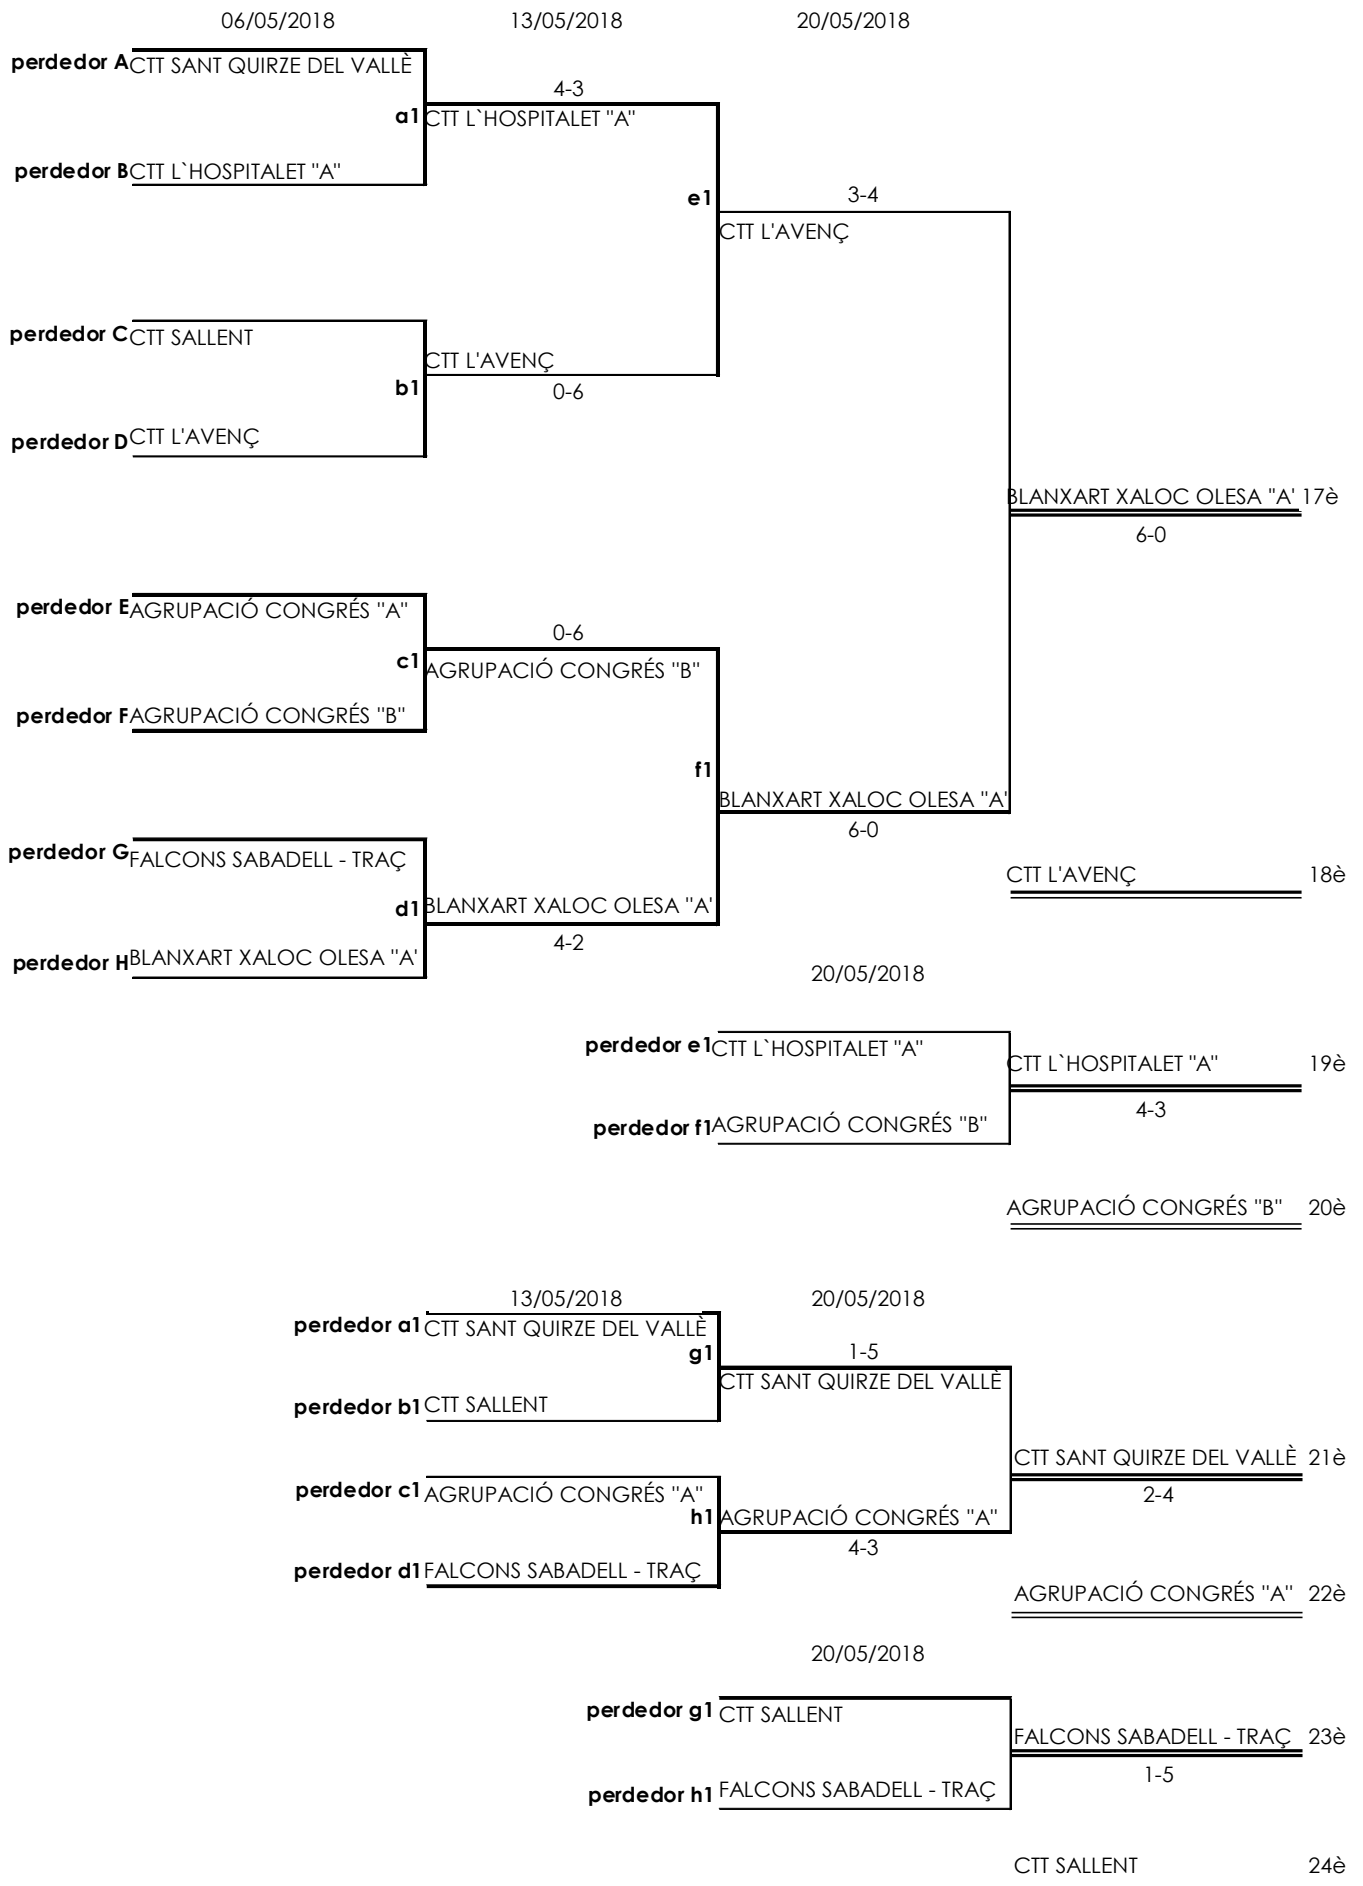 06/05/2018 13/05/2018 20/05/2018
perdedor A CTT SANT QUIRZE DEL VALLÈ
4-3
a1 CTT L`HOSPITALET "A"
perdedor B CTT L`HOSPITALET "A"
e1 3-4
CTT L'AVENÇ
perdedor C CTT SALLENT
CTT L'AVENÇ
b1 0-6
perdedor D CTT L'AVENÇ
BLANXART XALOC OLESA "A' 17è
6-0
perdedor E AGRUPACIÓ CONGRÉS "A"
0-6
c1 AGRUPACIÓ CONGRÉS "B"
perdedor F AGRUPACIÓ CONGRÉS "B"
f1
BLANXART XALOC OLESA "A'
6-0
perdedor G FALCONS SABADELL - TRAÇ
CTT L'AVENÇ 18è
d1 BLANXART XALOC OLESA "A'
4-2
perdedor H BLANXART XALOC OLESA "A'
20/05/2018
perdedor e1 CTT L`HOSPITALET "A"
CTT L`HOSPITALET "A" 19è
4-3
perdedor f1 AGRUPACIÓ CONGRÉS "B"
AGRUPACIÓ CONGRÉS "B" 20è
13/05/2018 20/05/2018
perdedor a1 CTT SANT QUIRZE DEL VALLÈ
g1 1-5
CTT SANT QUIRZE DEL VALLÈ
perdedor b1 CTT SALLENT
CTT SANT QUIRZE DEL VALLÈ 21è
perdedor c1 AGRUPACIÓ CONGRÉS "A"
2-4
h1 AGRUPACIÓ CONGRÉS "A"
4-3
perdedor d1 FALCONS SABADELL - TRAÇ
AGRUPACIÓ CONGRÉS "A" 22è
20/05/2018
perdedor g1 CTT SALLENT
FALCONS SABADELL - TRAÇ 23è
1-5
perdedor h1 FALCONS SABADELL - TRAÇ
CTT SALLENT 24è